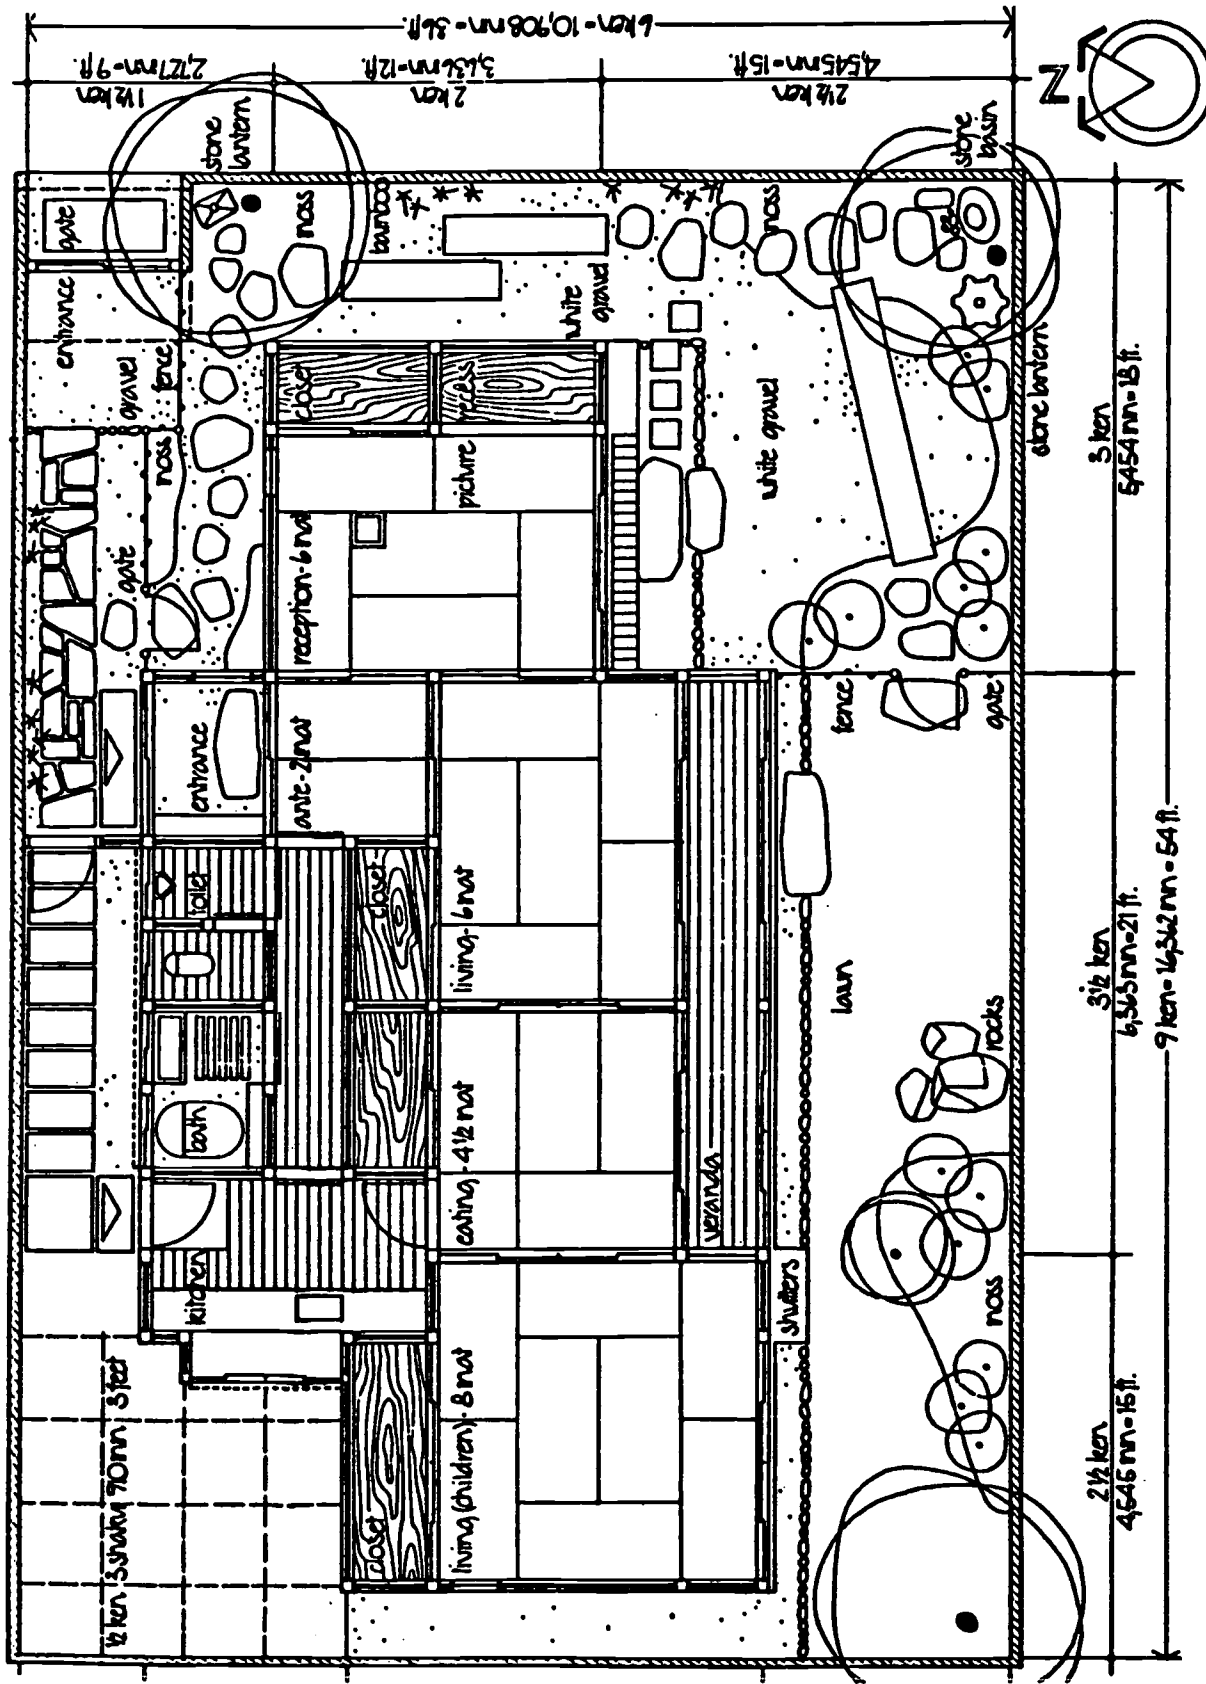 ½ ken 3 shaku 910 mm 3 feet
kitchen
bath
toilet
entrance
gate
moss
gravel
fence
entrance
gate
closet
living (children) - 8 mat
eating - 4½ mat
closet
living - 6 mat
ante - 2 mat
reception - 6 mat
picture
closet
recess
moss
stone
lantern
bamboo
white
gravel
veranda
shutters
lawn
fence
gate
white gravel
moss
stone
basin
stone lantern
rocks
moss
2½ ken
4,545 mm = 15 ft.
3½ ken
6,363 mm = 21 ft.
3 ken
5,454 mm = 18 ft.
9 ken = 16,362 mm = 54 ft.
1½ ken
2,727 mm = 9 ft.
2 ken
3,636 mm = 12 ft.
2½ ken
4,545 mm = 15 ft.
6 ken = 10,908 mm = 36 ft.
N